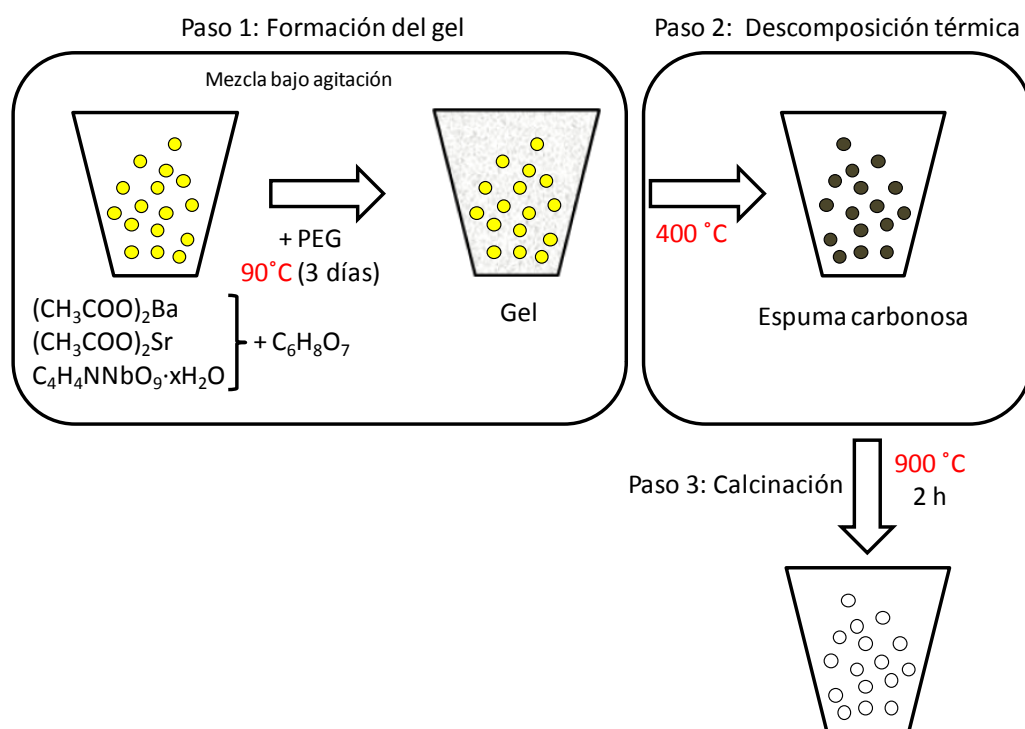 Paso 1: Formación del gel
Paso 2:  Descomposición térmica
Mezcla bajo agitación
+ PEG
90˚C (3 días)
Gel
(CH₃COO)₂Ba
(CH₃COO)₂Sr
C₄H₄NNbO₉·xH₂O
+ C₆H₈O₇
400 ˚C
Espuma carbonosa
Paso 3: Calcinación
900 ˚C
2 h